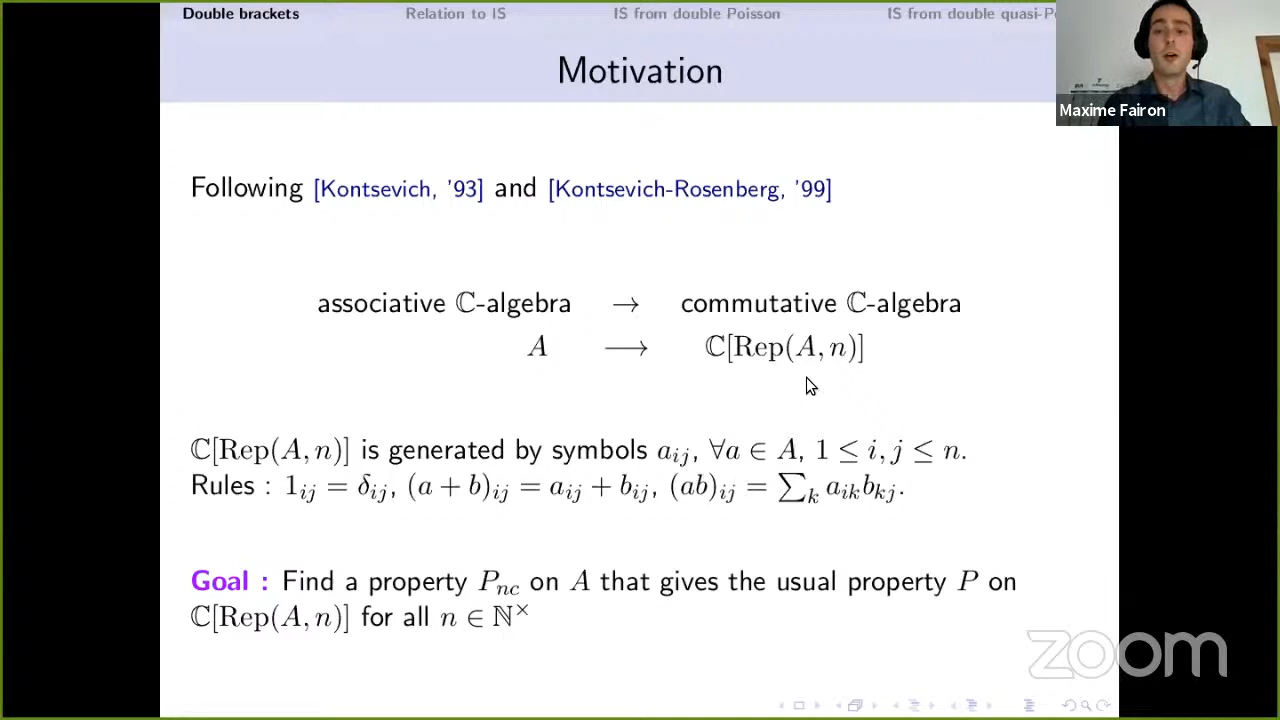 Double brackets Relation to IS IS from double Poisson IS from double quasi-P
Motivation
Maxime Fairon
Following [Kontsevich, '93] and [Kontsevich-Rosenberg, '99]
associative ℂ-algebra → commutative ℂ-algebra
A ⟶ ℂ[Rep(A, n)]
ℂ[Rep(A, n)] is generated by symbols a_{ij}, ∀a ∈ A, 1 ≤ i, j ≤ n.
Rules : 1_{ij} = δ_{ij}, (a + b)_{ij} = a_{ij} + b_{ij}, (ab)_{ij} = ∑_k a_{ik}b_{kj}.
Goal : Find a property P_{nc} on A that gives the usual property P on
ℂ[Rep(A, n)] for all n ∈ ℕ^×
zoom